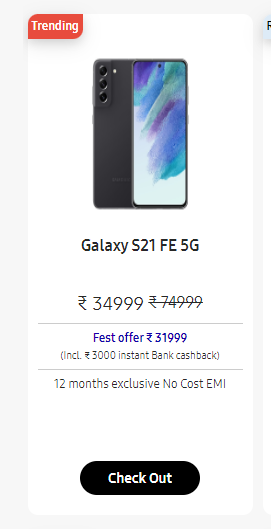 Trending
Galaxy S21 FE 5G
₹ 34999 ₹ 74999
Fest offer ₹ 31999
(Incl. ₹ 3000 instant Bank cashback)
12 months exclusive No Cost EMI
Check Out